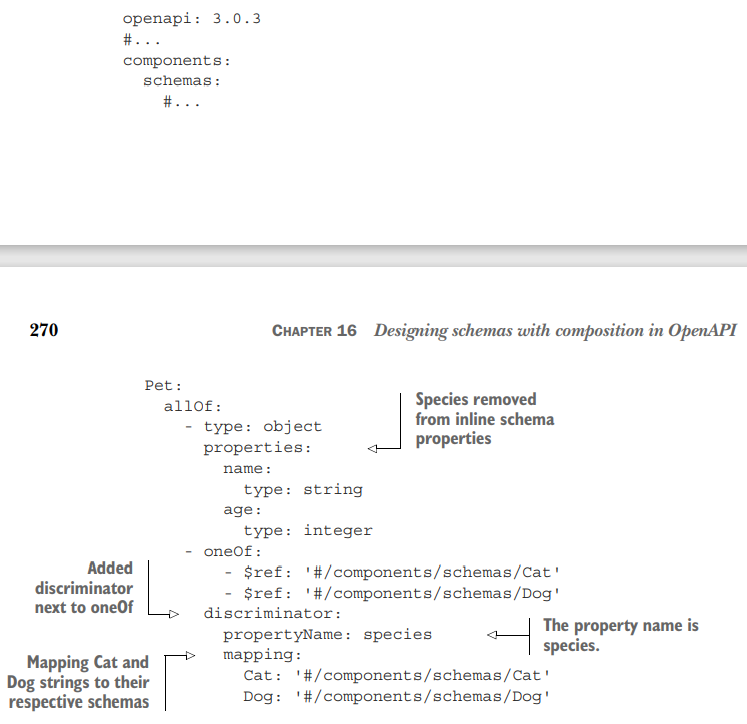 openapi: 3.0.3
#...
components:
  schemas:
    #...
270
CHAPTER 16 Designing schemas with composition in OpenAPI
Pet:
  allOf:
    - type: object
      properties:
        name:
          type: string
        age:
          type: integer
    - oneOf:
        - $ref: '#/components/schemas/Cat'
        - $ref: '#/components/schemas/Dog'
      discriminator:
        propertyName: species
        mapping:
          Cat: '#/components/schemas/Cat'
          Dog: '#/components/schemas/Dog'
Species removed
from inline schema
properties
Added
discriminator
next to oneOf
The property name is
species.
Mapping Cat and
Dog strings to their
respective schemas